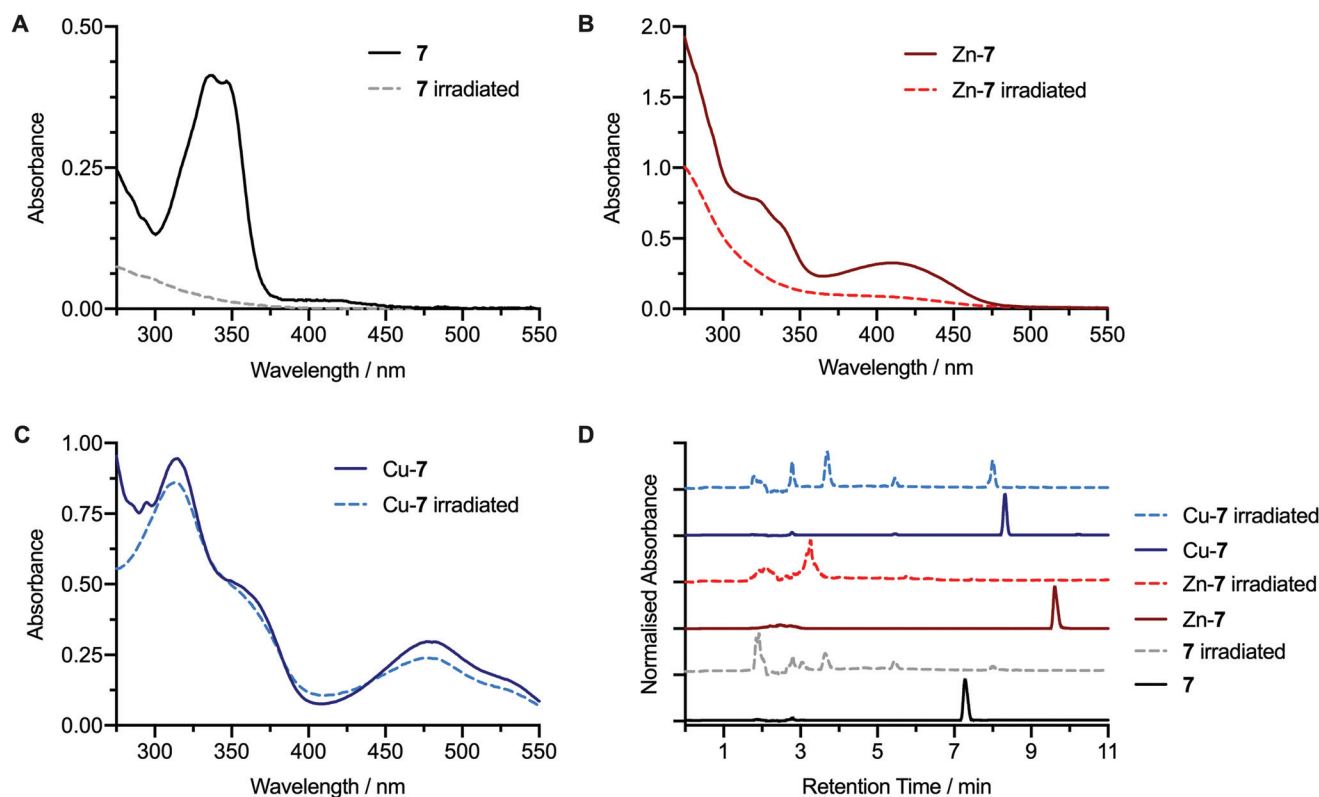 A
0.50
0.25
0.00
Absorbance
7
7 irradiated
300 350 400 450 500 550
Wavelength / nm
B
2.0
1.5
1.0
0.5
0.0
Absorbance
Zn-7
Zn-7 irradiated
300 350 400 450 500 550
Wavelength / nm
C
1.00
0.75
0.50
0.25
0.00
Absorbance
Cu-7
Cu-7 irradiated
300 350 400 450 500 550
Wavelength / nm
D
Normalised Absorbance
1 3 5 7 9 11
Retention Time / min
Cu-7 irradiated
Cu-7
Zn-7 irradiated
Zn-7
7 irradiated
7